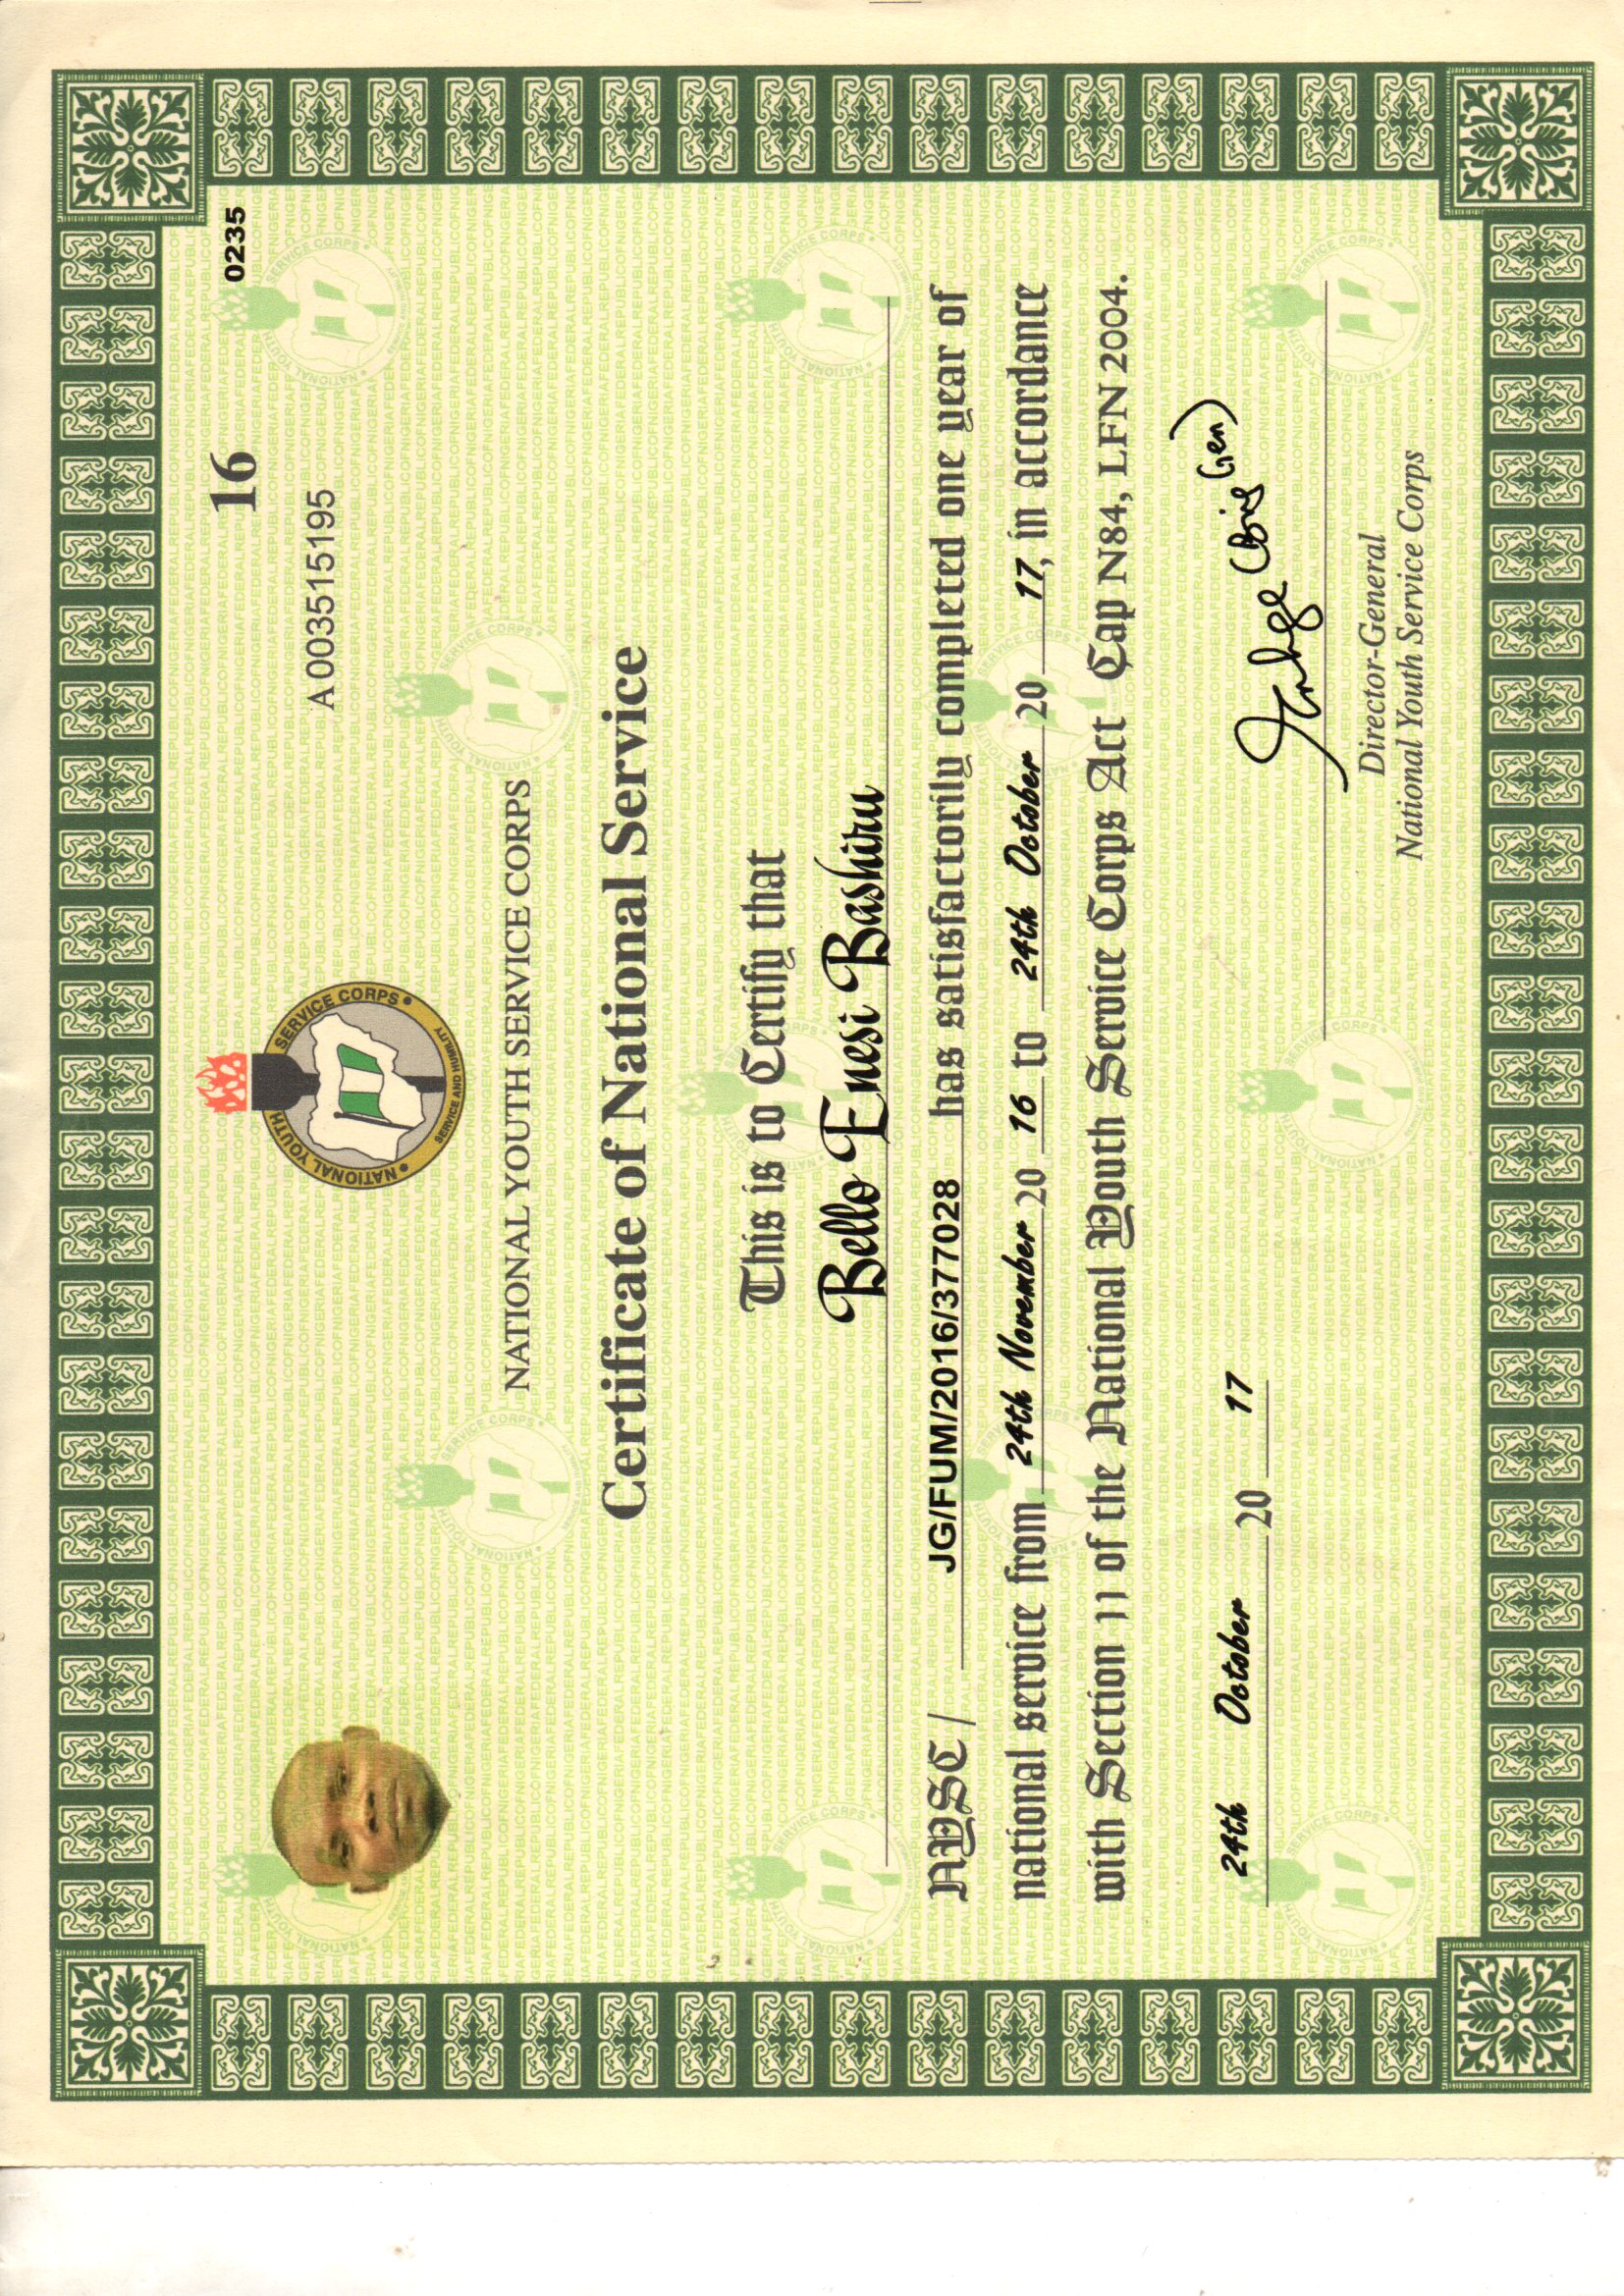 0235
16
A003515195
NATIONAL YOUTH SERVICE CORPS
SERVICE AND HUMILITY
NATIONAL YOUTH SERVICE CORPS
Certificate of National Service
This is to Certify that
Bello Enesi Bashiru
NYSC / JG/FUM/2016/377028 has satisfactorily completed one year of
national service from 24th November 20 16 to 24th October 20 17, in accordance
with Section 11 of the National Youth Service Corps Act Cap N84, LFN 2004.
24th October 20 17
(Brig Gen)
Director-General
National Youth Service Corps